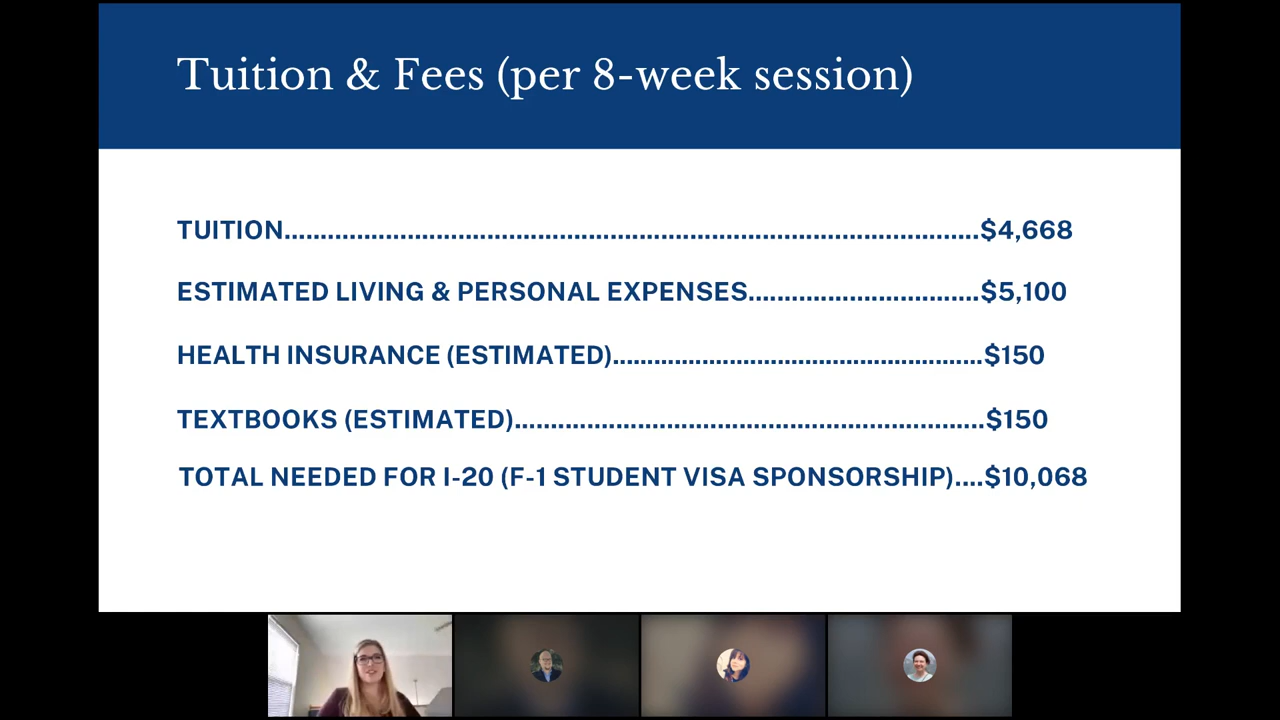 Tuition & Fees (per 8-week session)
TUITION................................................................................................$4,668
ESTIMATED LIVING & PERSONAL EXPENSES................................$5,100
HEALTH INSURANCE (ESTIMATED)...................................................$150
TEXTBOOKS (ESTIMATED).................................................................$150
TOTAL NEEDED FOR I-20 (F-1 STUDENT VISA SPONSORSHIP)....$10,068